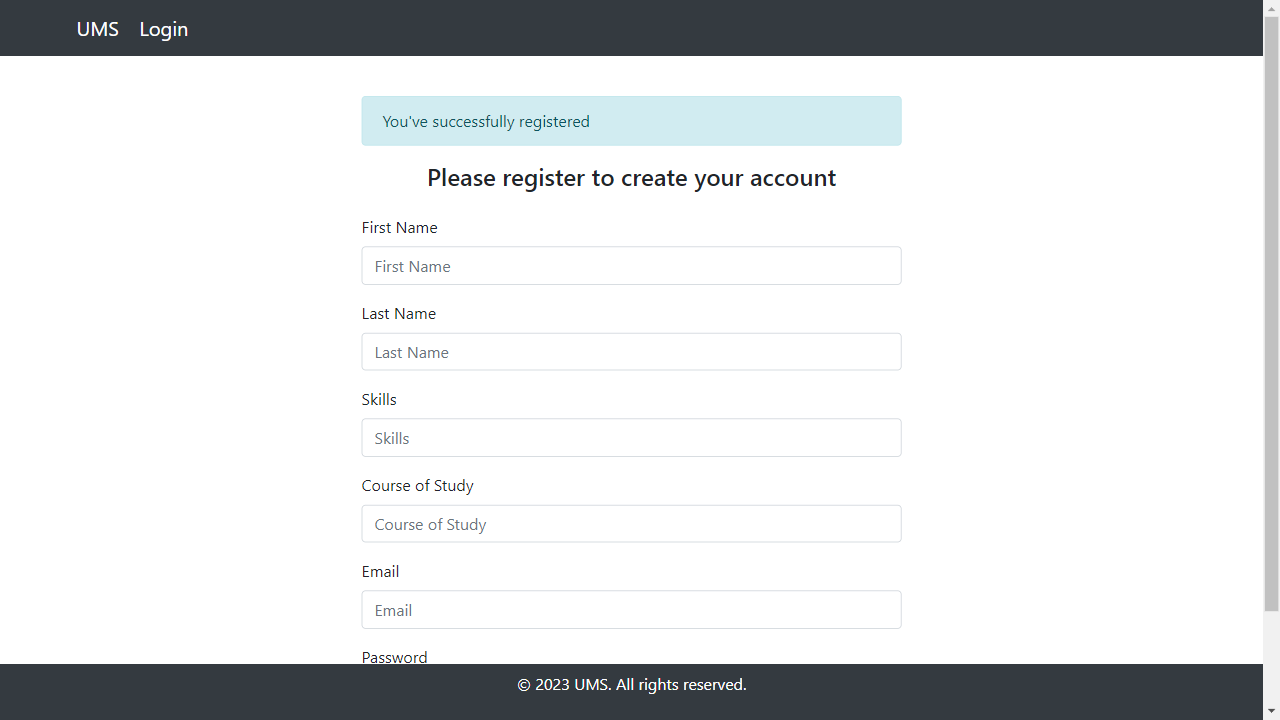 UMS Login
You've successfully registered
Please register to create your account
First Name
First Name
Last Name
Last Name
Skills
Skills
Course of Study
Course of Study
Email
Email
Password
© 2023 UMS. All rights reserved.